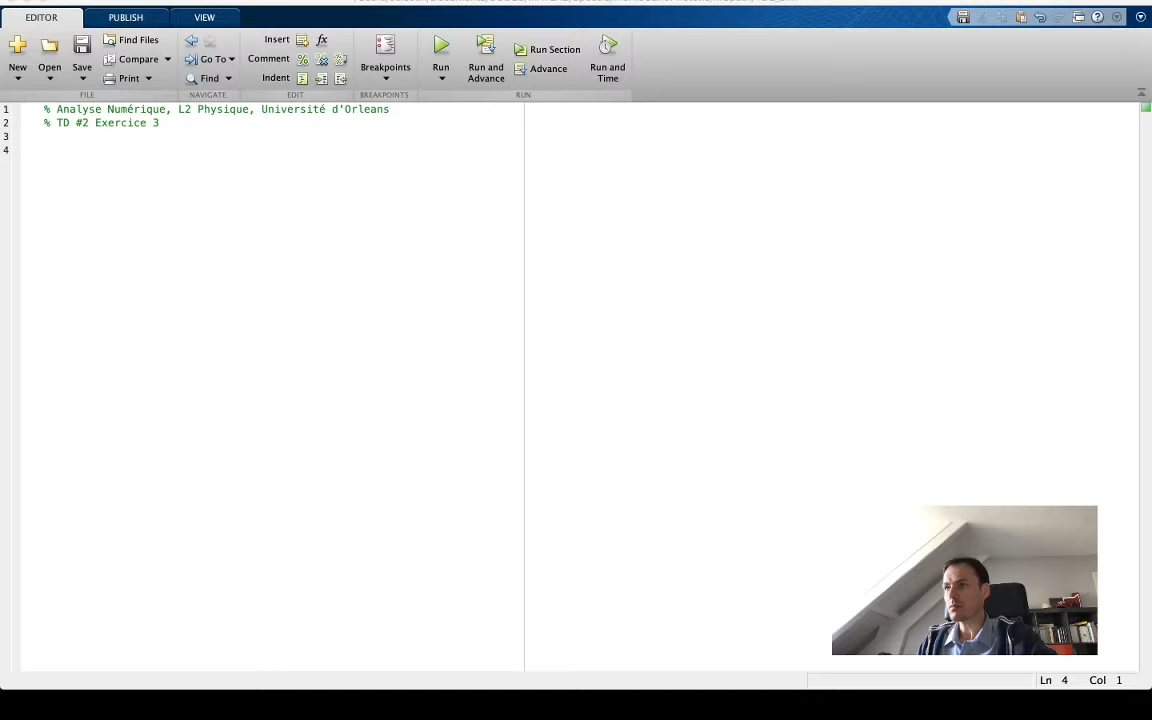 EDITOR PUBLISH VIEW
New Open Save Find Files Compare Print
FILE
Go To Find
NAVIGATE
Insert fx
Comment
Indent
EDIT
Breakpoints
BREAKPOINTS
Run Run and Advance Run Section Advance Run and Time
RUN
1 % Analyse Numérique, L2 Physique, Université d'Orleans
2 % TD #2 Exercice 3
3
4
Ln 4 Col 1